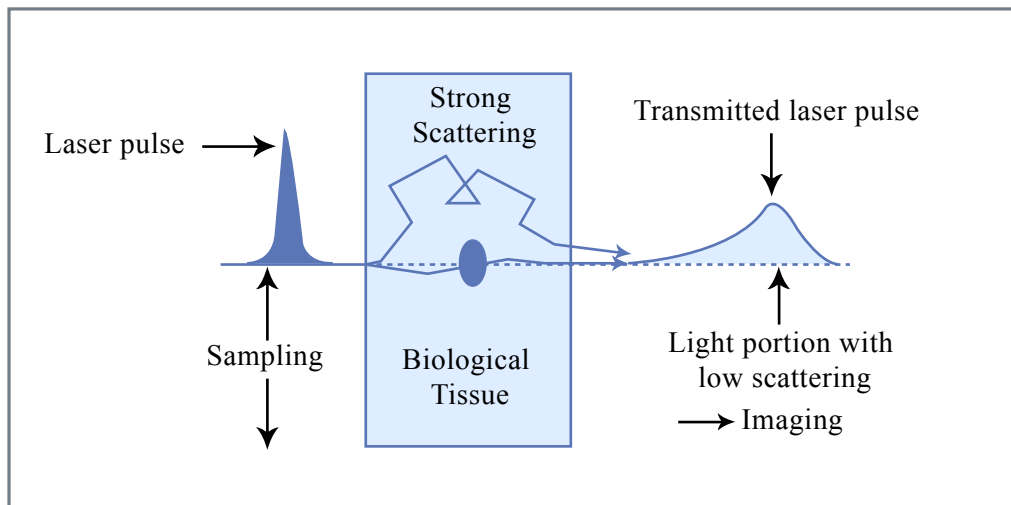 Laser pulse
Strong
Scattering
Transmitted laser pulse
Sampling
Biological
Tissue
Light portion with
low scattering
Imaging